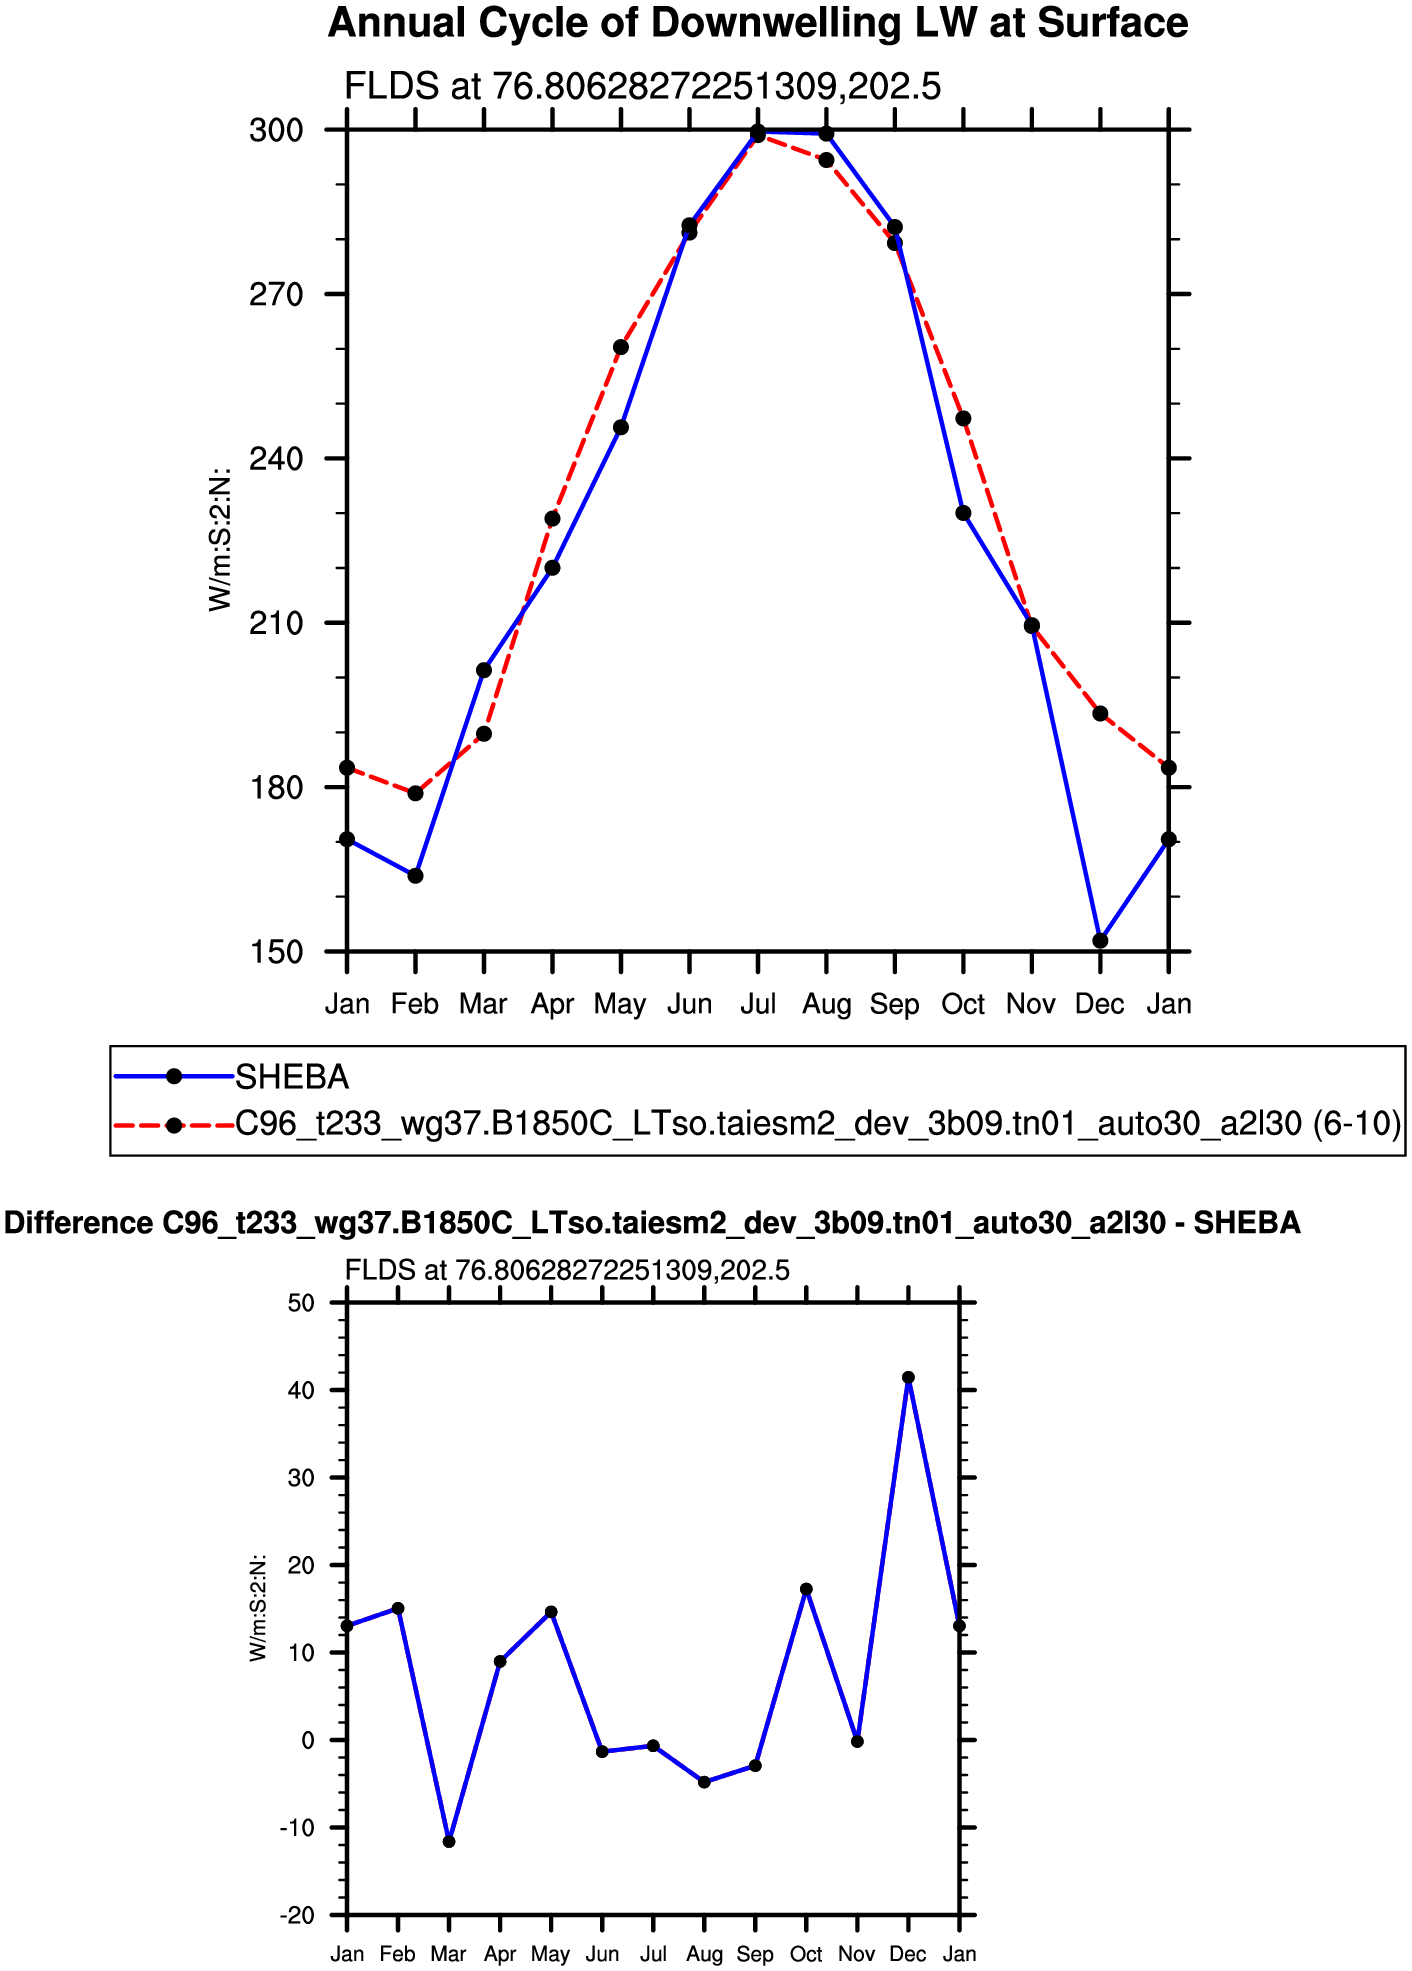 Annual Cycle of Downwelling LW at Surface
FLDS at 76.80628272251309,202.5
300
270
240
210
180
150
W/m:S:2:N:
Jan Feb Mar Apr May Jun Jul Aug Sep Oct Nov Dec Jan
SHEBA
C96_t233_wg37.B1850C_LTso.taiesm2_dev_3b09.tn01_auto30_a2l30 (6-10)
Difference C96_t233_wg37.B1850C_LTso.taiesm2_dev_3b09.tn01_auto30_a2l30 - SHEBA
FLDS at 76.80628272251309,202.5
50
40
30
20
10
0
-10
-20
W/m:S:2:N:
Jan Feb Mar Apr May Jun Jul Aug Sep Oct Nov Dec Jan